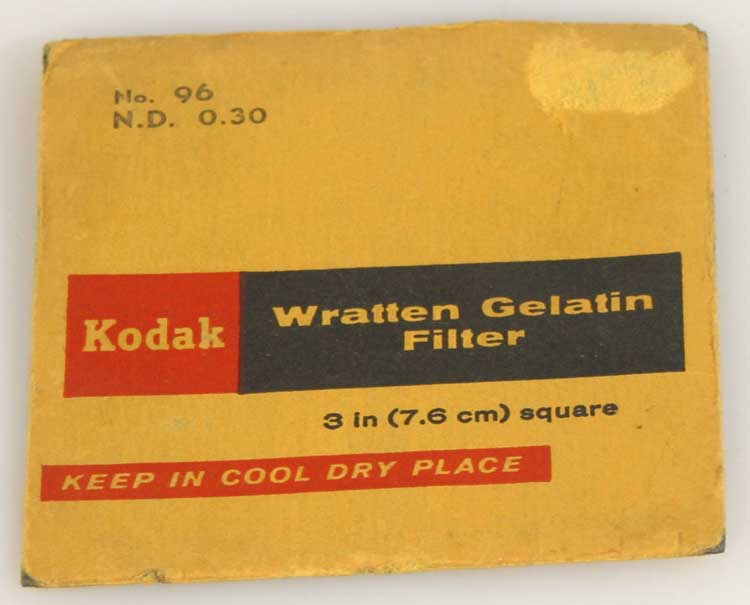 No. 96
N.D. 0.30
Kodak
Wratten Gelatin
Filter
3 in (7.6 cm) square
KEEP IN COOL DRY PLACE